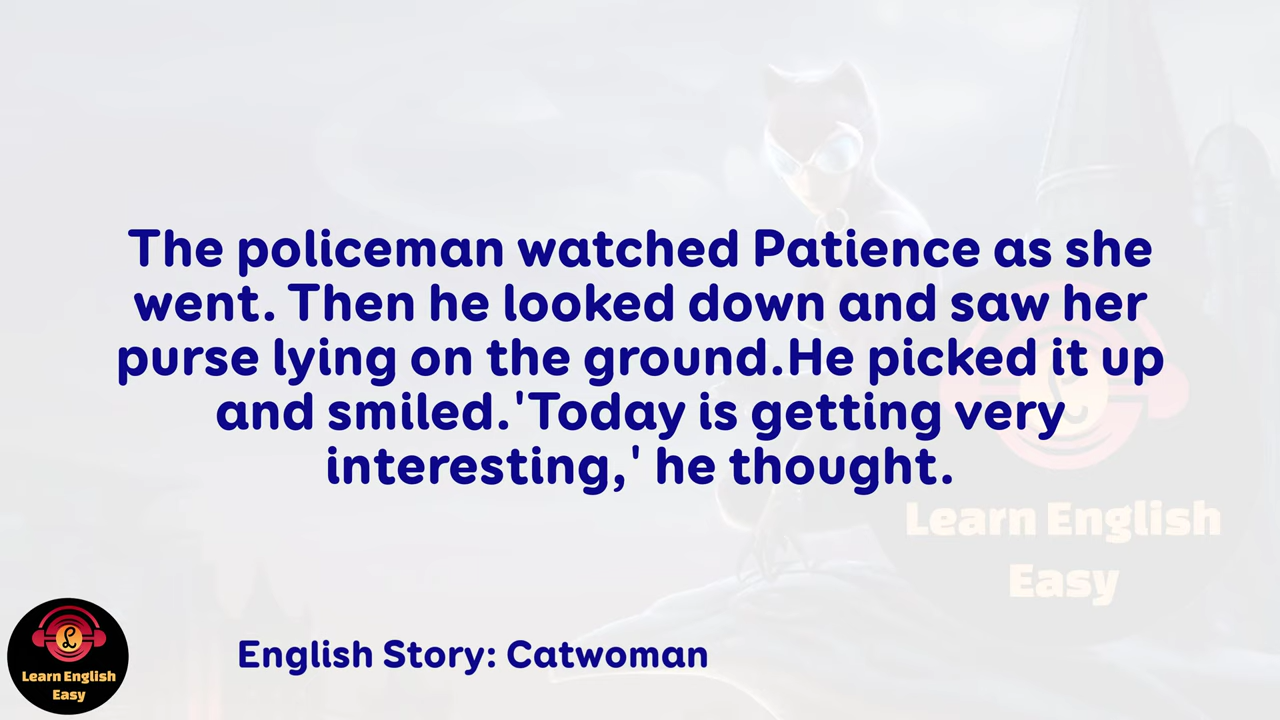 The policeman watched Patience as she
went. Then he looked down and saw her
purse lying on the ground.He picked it up
and smiled.'Today is getting very
interesting,' he thought.
Learn English
Easy
English Story: Catwoman
Learn English
Easy